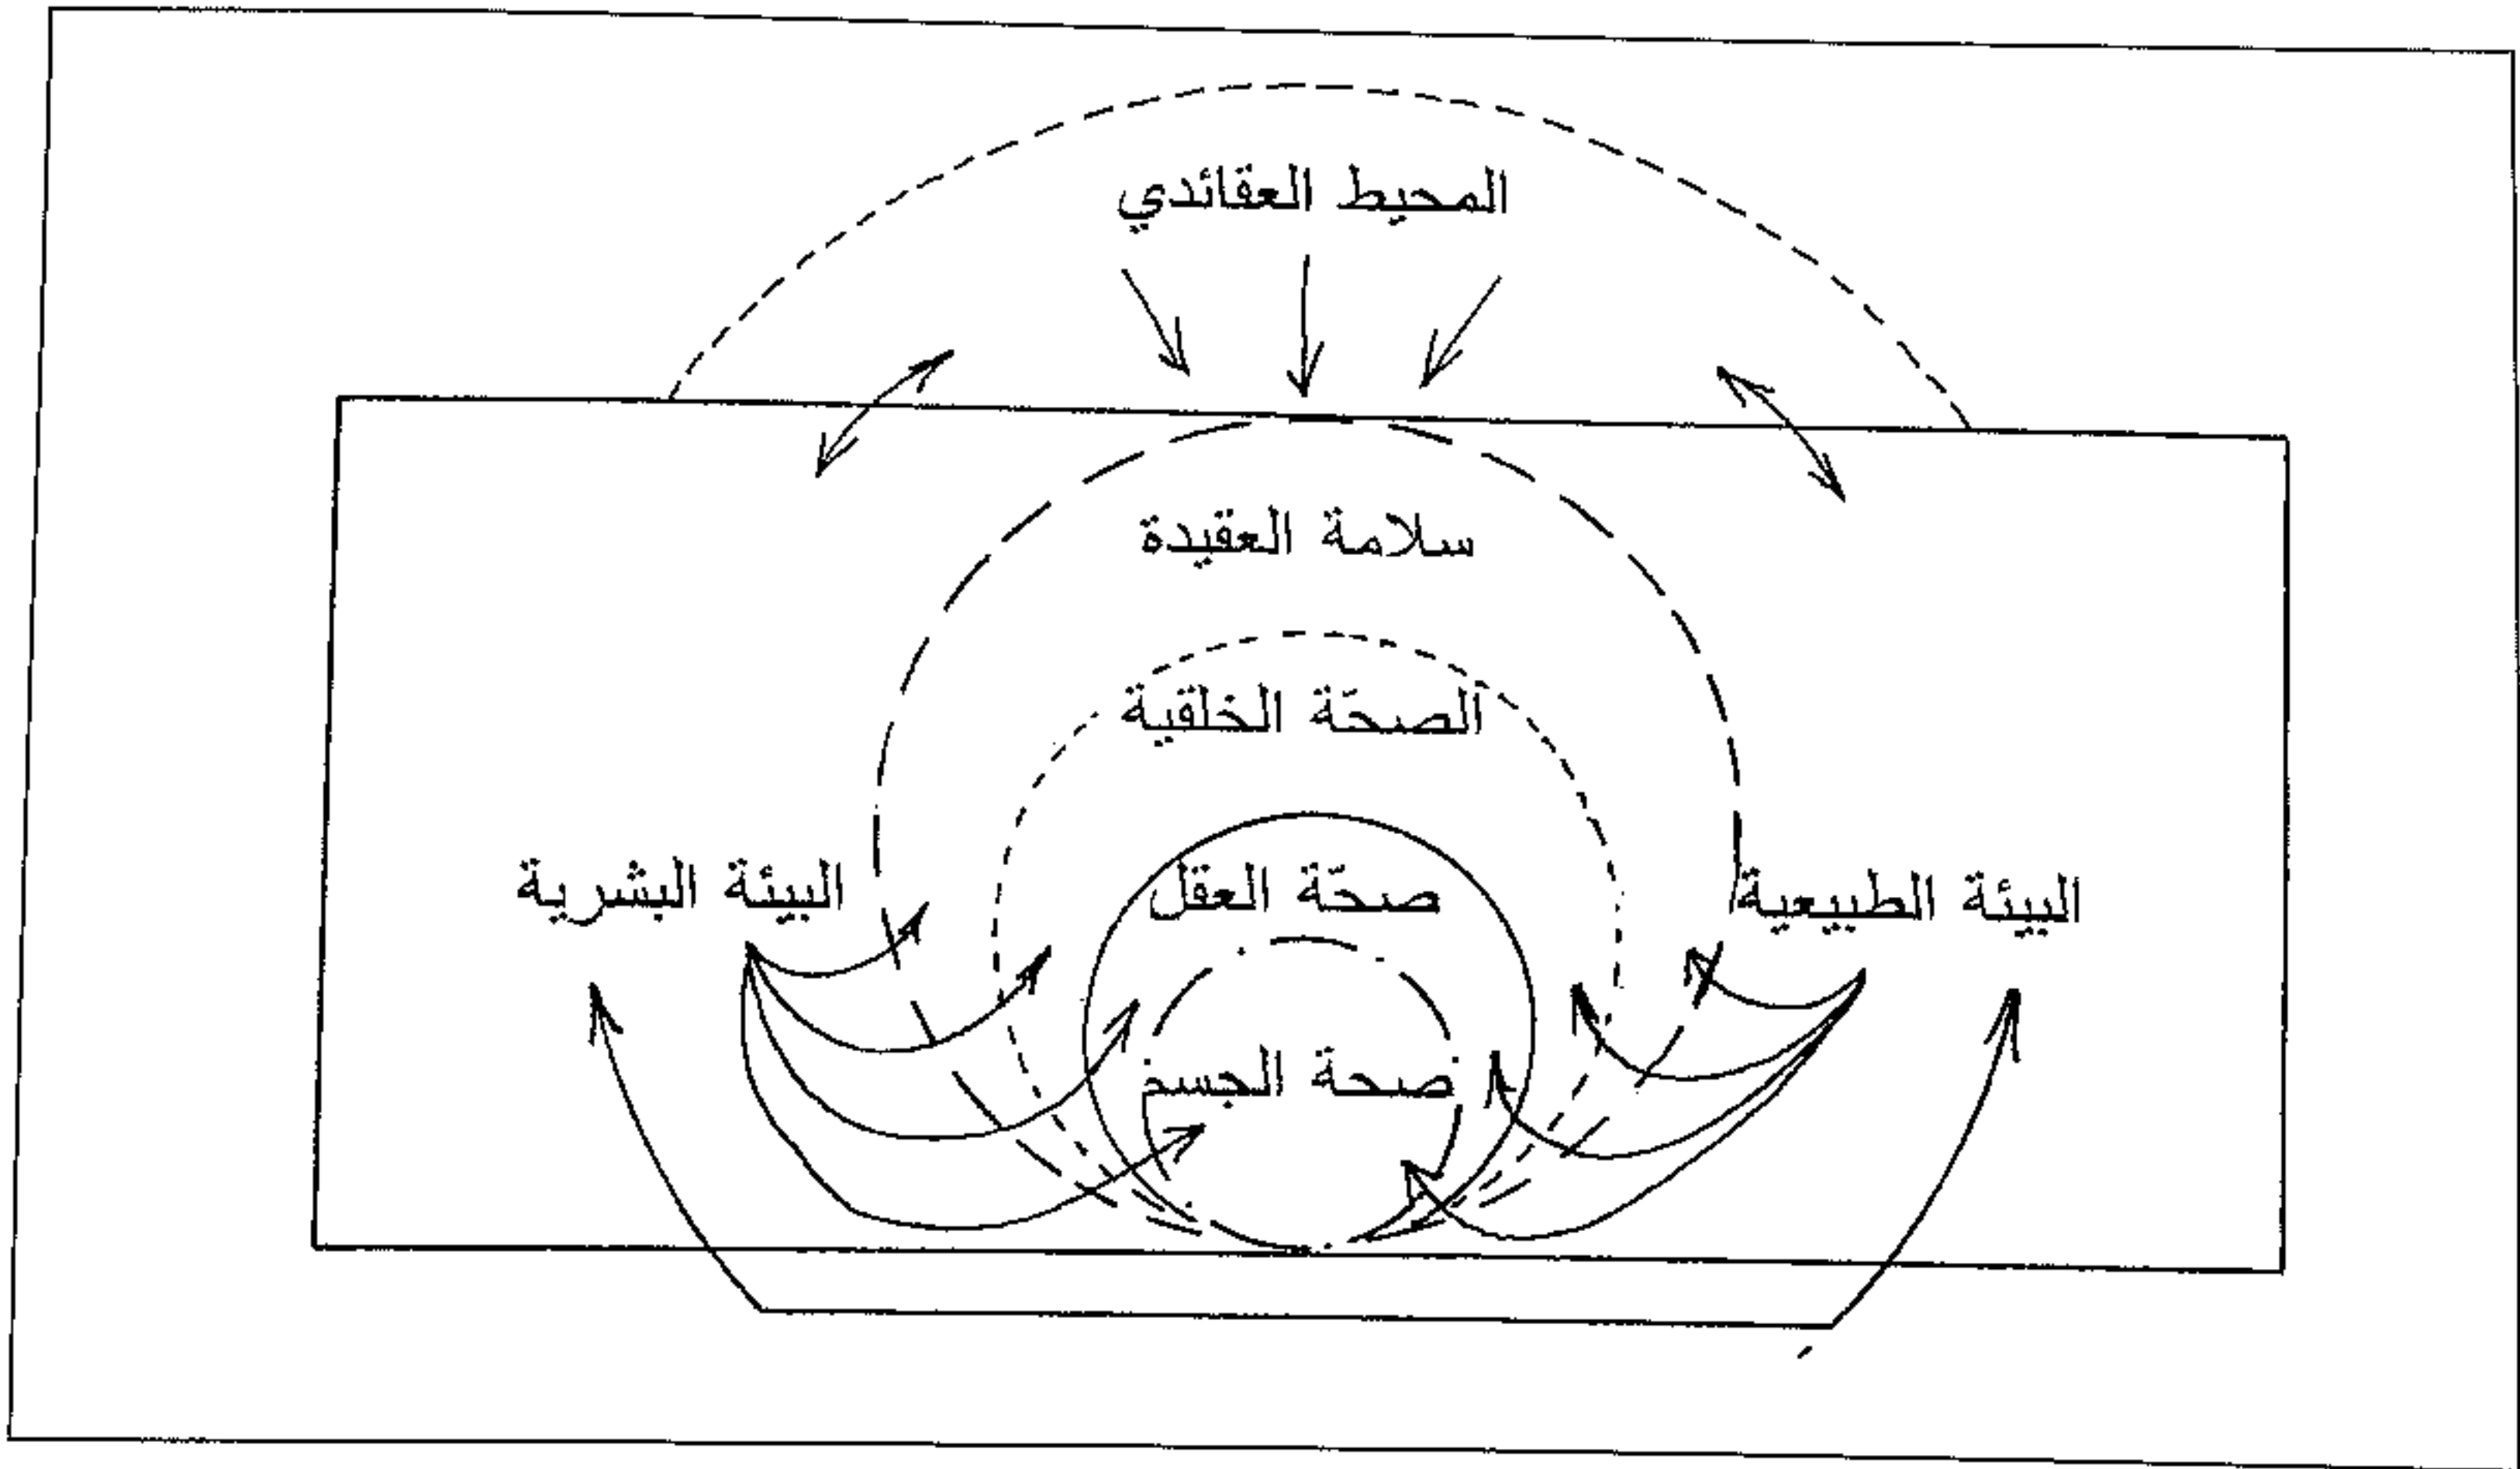 المحيط العقائدي
سلامة العقيدة
الصحّة الخلقية
البيئة الطبيعية
صحّة العقل
البيئة البشرية
صحة الجسم